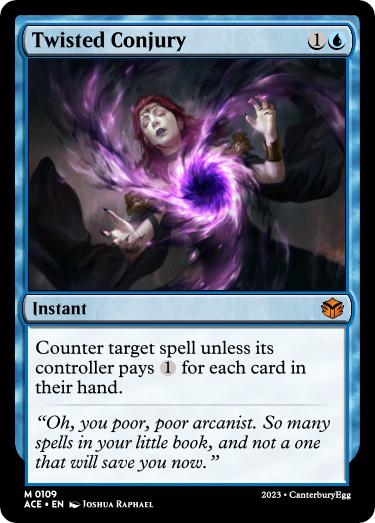 Twisted Conjury 1
Instant
Counter target spell unless its
controller pays 1 for each card in
their hand.
“Oh, you poor, poor arcanist. So many
spells in your little book, and not a one
that will save you now.”
M 0109
ACE • EN Joshua Raphael
2023 • CanterburyEgg